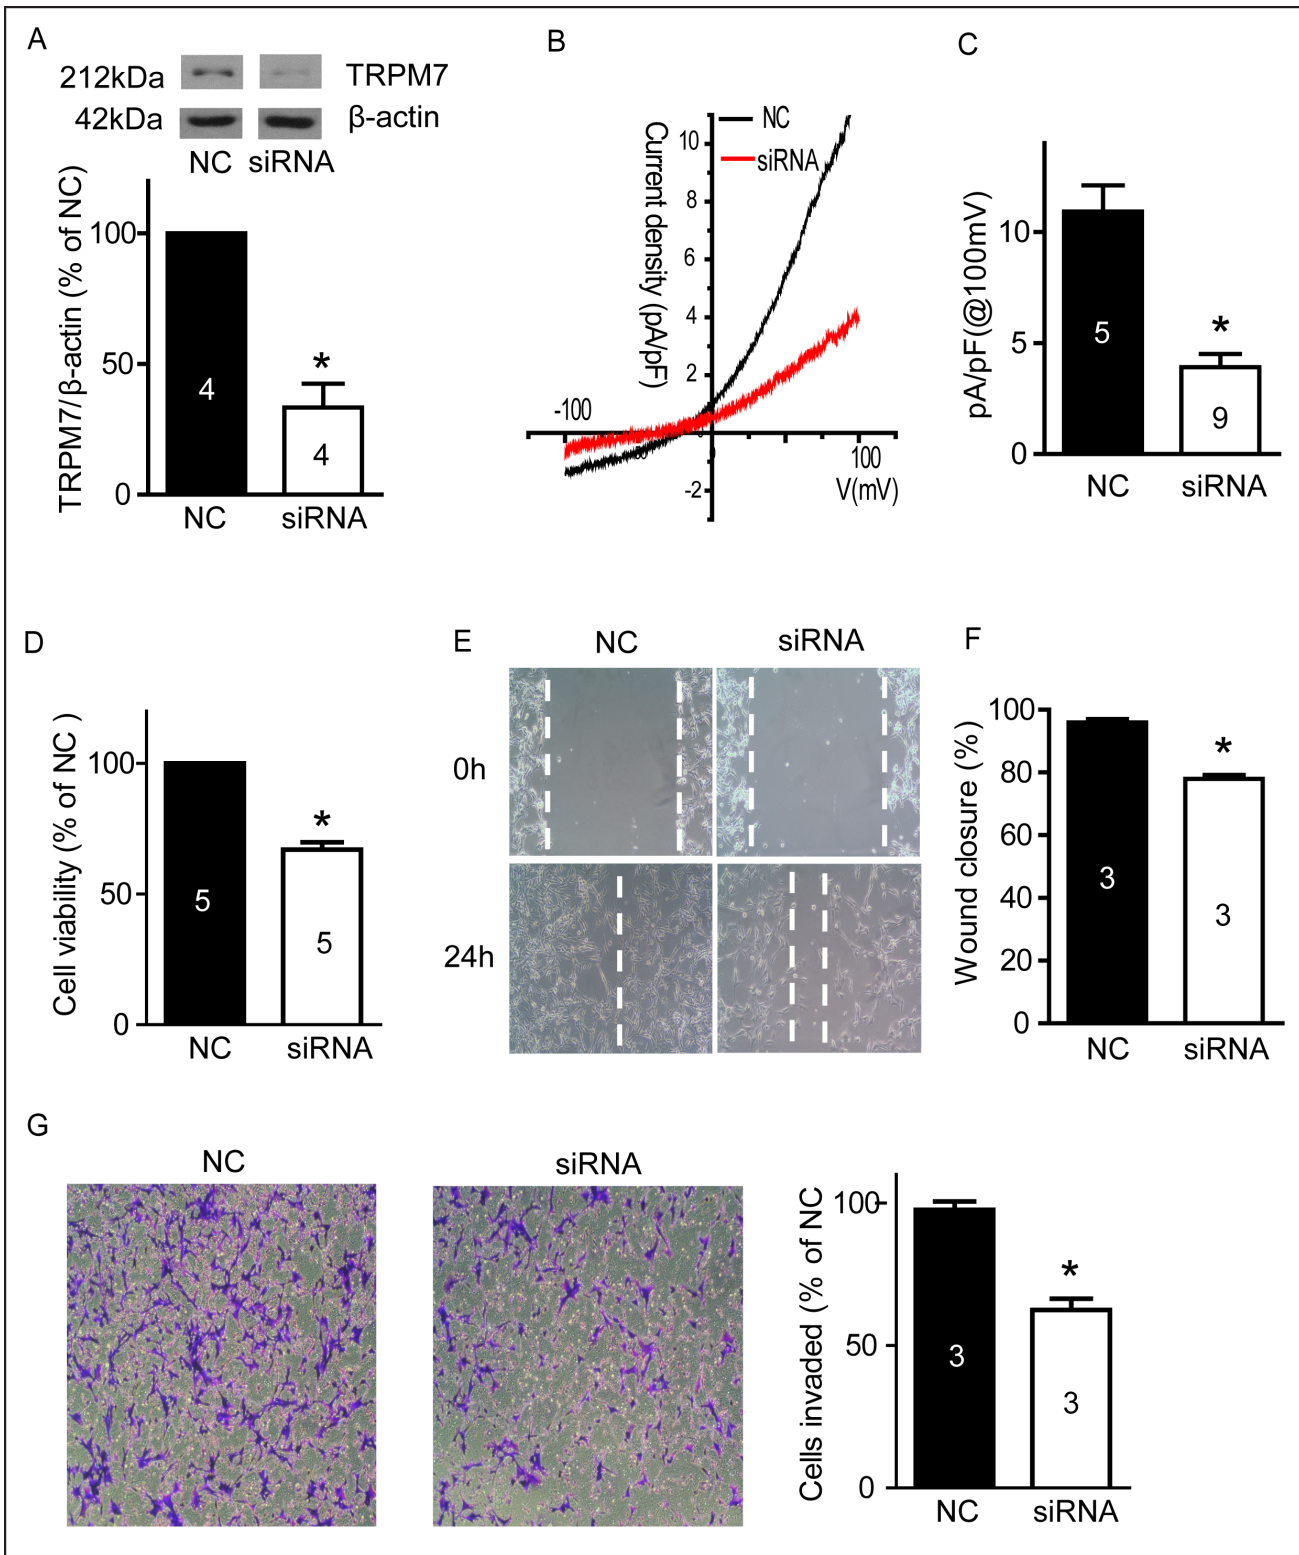 A
212kDa
TRPM7
42kDa
β-actin
NC siRNA
TRPM7/β-actin (% of NC)
100
50
0
4
*
4
NC
siRNA
B
Current density (pA/pF)
NC
siRNA
10
8
6
4
2
-2
-100
0
100
V(mV)
C
pA/pF(@100mV)
10
5
0
5
*
9
NC
siRNA
D
Cell viability (% of NC )
100
50
0
5
*
5
NC
siRNA
E
NC
siRNA
0h
24h
F
Wound closure (%)
100
80
60
40
20
0
3
*
3
NC
siRNA
G
NC
siRNA
Cells invaded (% of NC
100
50
0
3
*
3
NC
siRNA